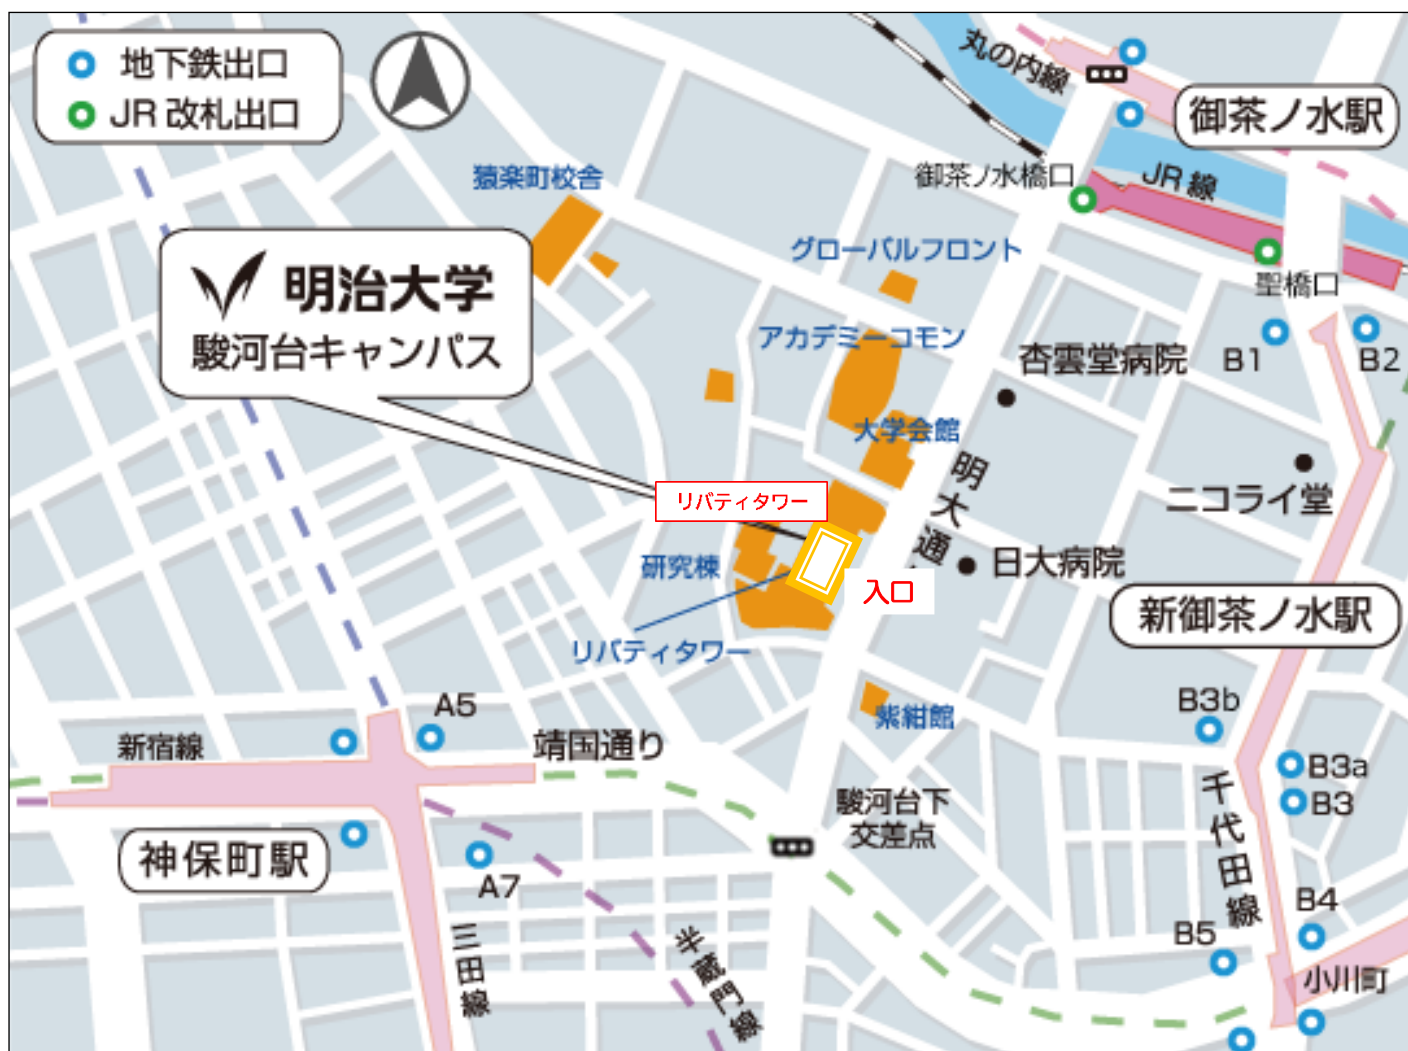 地下鉄出口
JR 改札出口
丸の内線
御茶ノ水駅
猿楽町校舎
御茶ノ水橋口
JR 線
グローバルフロント
聖橋口
明治大学
駿河台キャンパス
アカデミーコモン
杏雲堂病院
B1
B2
大学会館
明大通
ニコライ堂
リバティタワー
研究棟
入口
日大病院
新御茶ノ水駅
リバティタワー
紫紺館
B3b
A5
新宿線
靖国通り
B3a
B3
千代田線
駿河台下
交差点
神保町駅
A7
B4
B5
三田線
半蔵門線
小川町